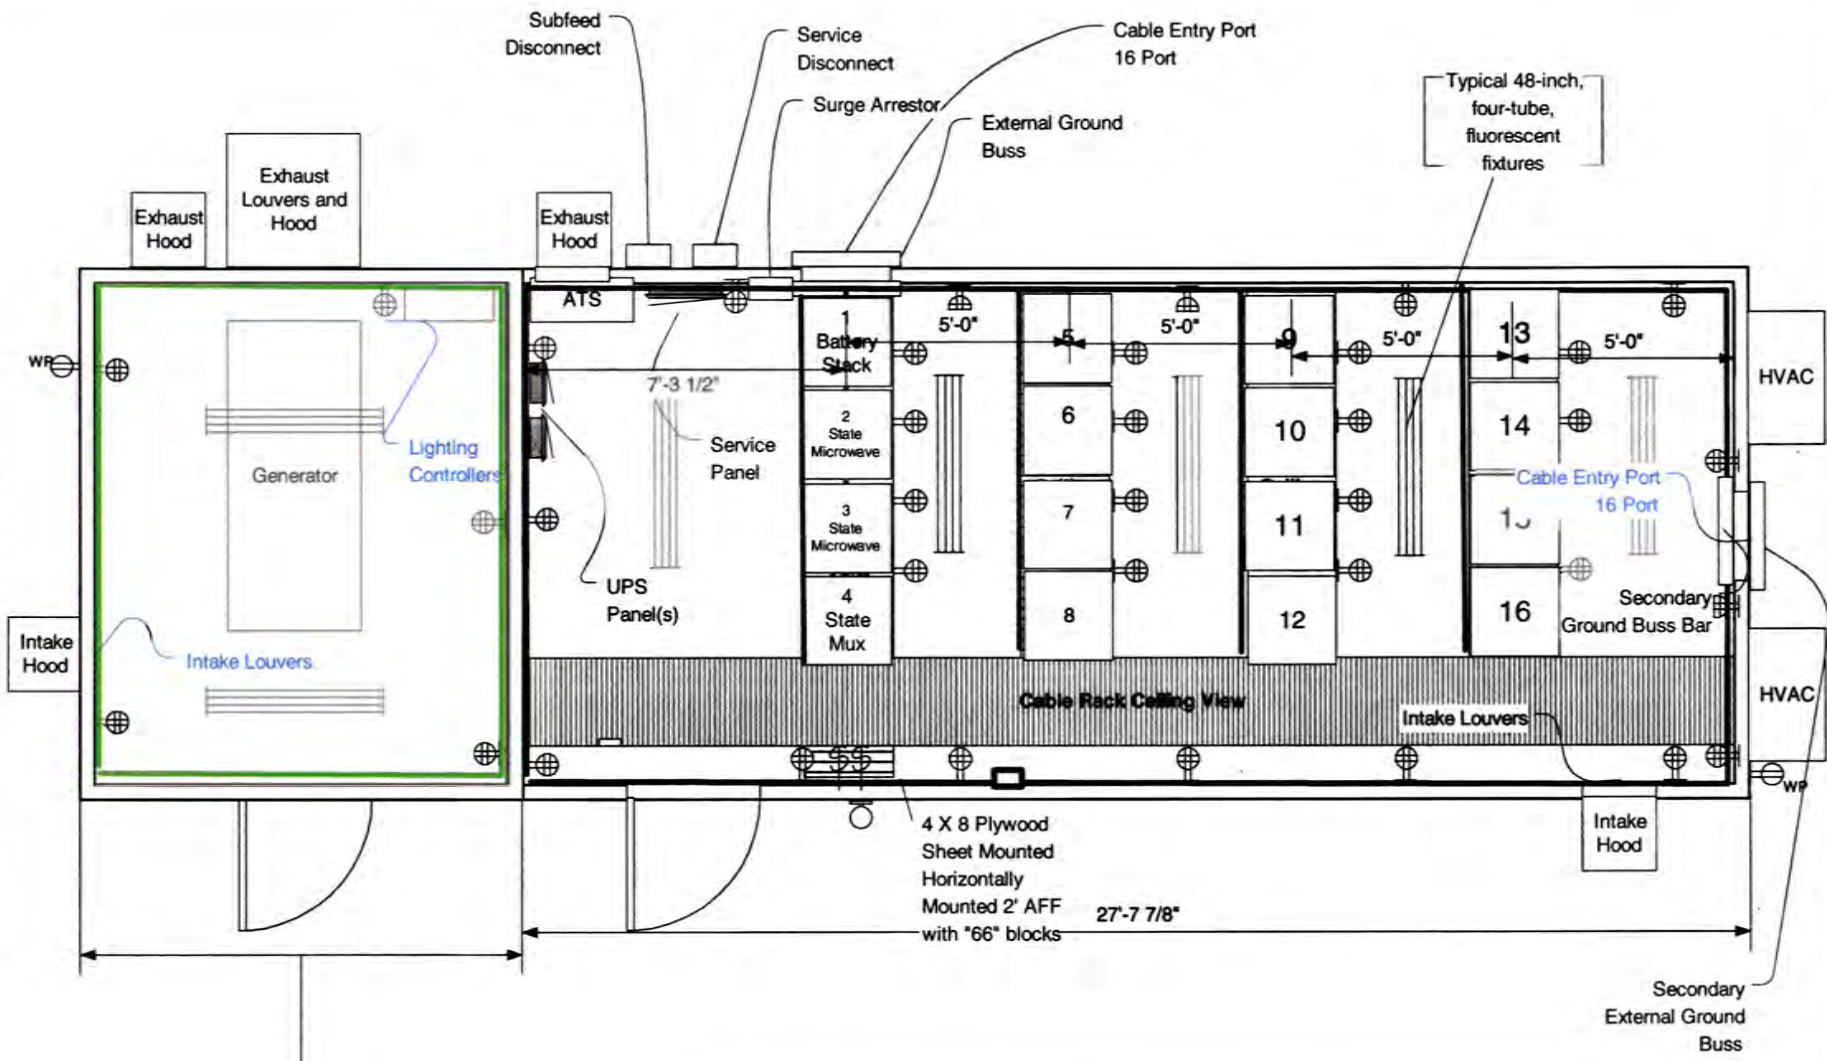 Subfeed
Disconnect
Service
Disconnect
Cable Entry Port
16 Port
Surge Arrestor
External Ground
Buss
Typical 48-inch,
four-tube,
fluorescent
fixtures
Exhaust
Hood
Exhaust
Louvers and
Hood
Exhaust
Hood
ATS
WP
Generator
Lighting
Controllers
Intake
Hood
Intake Louvers
7'-3 1/2"
Service
Panel
UPS
Panel(s)
1
Battery
Stack
2
State
Microwave
3
State
Microwave
4
State
Mux
5'-0"
5
6
7
8
5'-0"
9
10
11
12
5'-0"
13
14
16
5'-0"
Cable Entry Port
16 Port
Secondary
Ground Buss Bar
HVAC
HVAC
Cable Rack Ceiling View
Intake Louvers
WP
Intake
Hood
4 X 8 Plywood
Sheet Mounted
Horizontally
Mounted 2' AFF
with "66" blocks
27'-7 7/8"
Secondary
External Ground
Buss